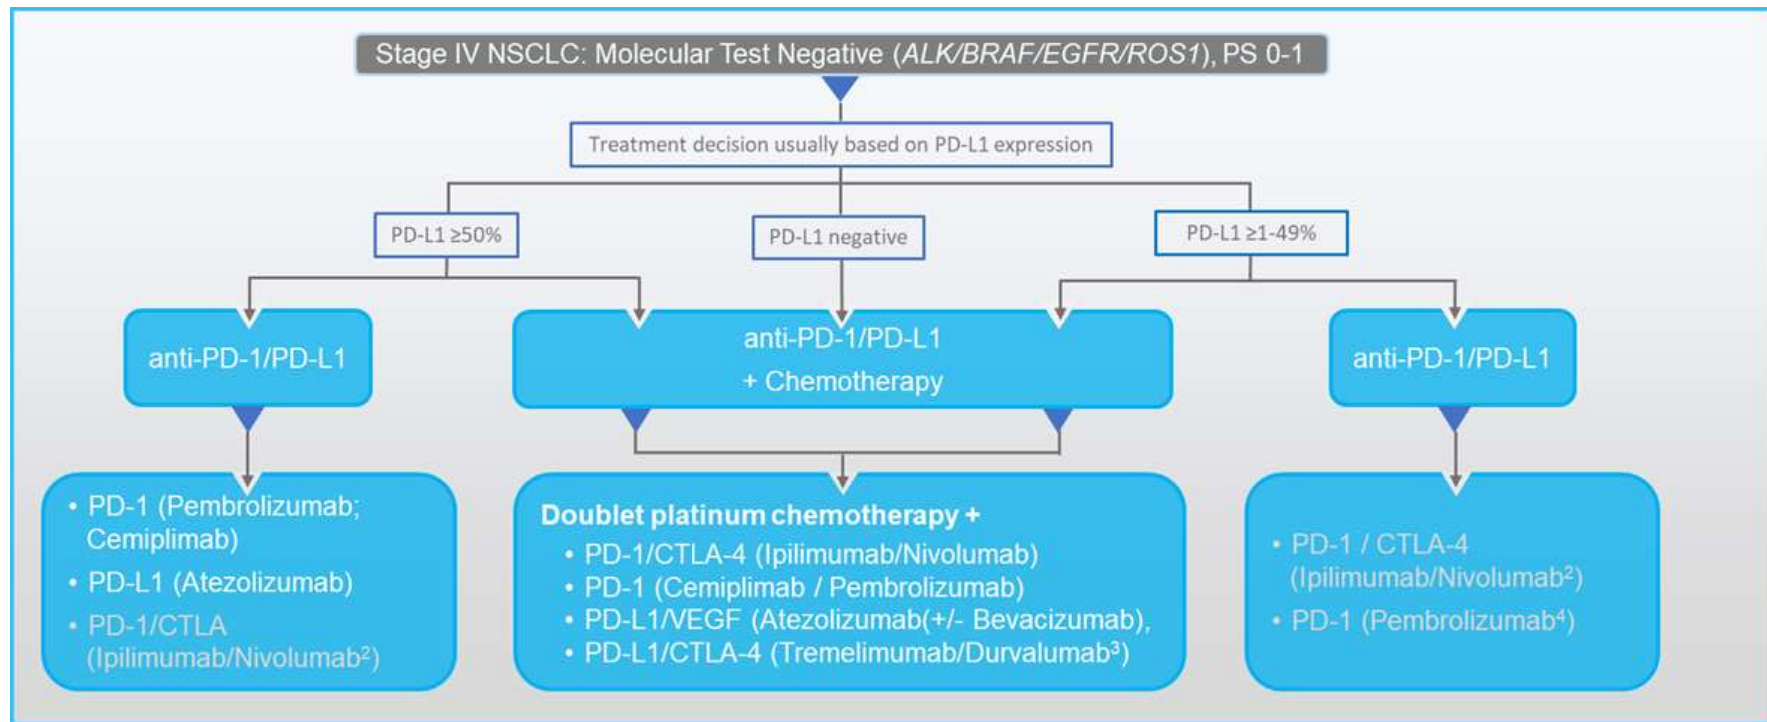 Stage IV NSCLC: Molecular Test Negative (ALK/BRAF/EGFR/ROS1), PS 0-1
Treatment decision usually based on PD-L1 expression
PD-L1 ≥50%
PD-L1 negative
PD-L1 ≥1-49%
anti-PD-1/PD-L1
anti-PD-1/PD-L1
+ Chemotherapy
anti-PD-1/PD-L1
• PD-1 (Pembrolizumab;
Cemiplimab)
• PD-L1 (Atezolizumab)
• PD-1/CTLA
(Ipilimumab/Nivolumab²)
Doublet platinum chemotherapy +
• PD-1/CTLA-4 (Ipilimumab/Nivolumab)
• PD-1 (Cemiplimab / Pembrolizumab)
• PD-L1/VEGF (Atezolizumab(+/- Bevacizumab),
• PD-L1/CTLA-4 (Tremelimumab/Durvalumab³)
• PD-1 / CTLA-4
(Ipilimumab/Nivolumab²)
• PD-1 (Pembrolizumab⁴)